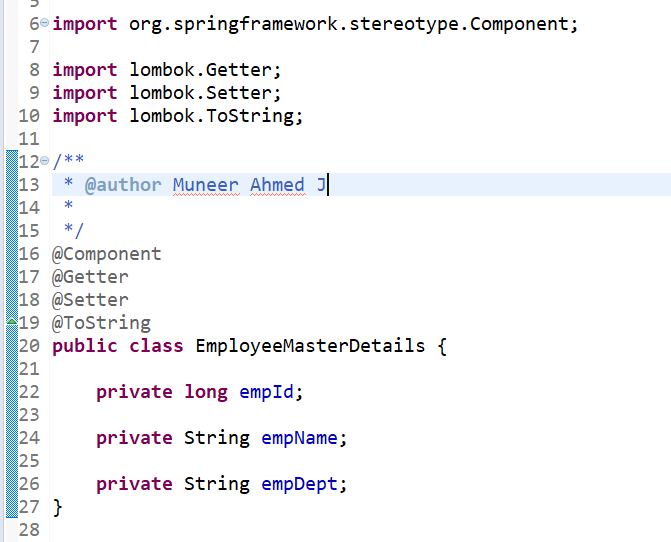 6 import org.springframework.stereotype.Component;
7
8 import lombok.Getter;
9 import lombok.Setter;
10 import lombok.ToString;
11
12 /**
13  * @author Muneer Ahmed J
14  *
15  */
16 @Component
17 @Getter
18 @Setter
19 @ToString
20 public class EmployeeMasterDetails {
21
22     private long empId;
23
24     private String empName;
25
26     private String empDept;
27 }
28